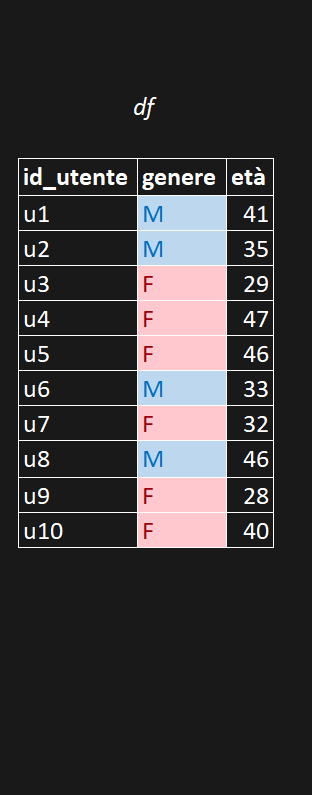 df
id_utente genere età
u1 M 41
u2 M 35
u3 F 29
u4 F 47
u5 F 46
u6 M 33
u7 F 32
u8 M 46
u9 F 28
u10 F 40